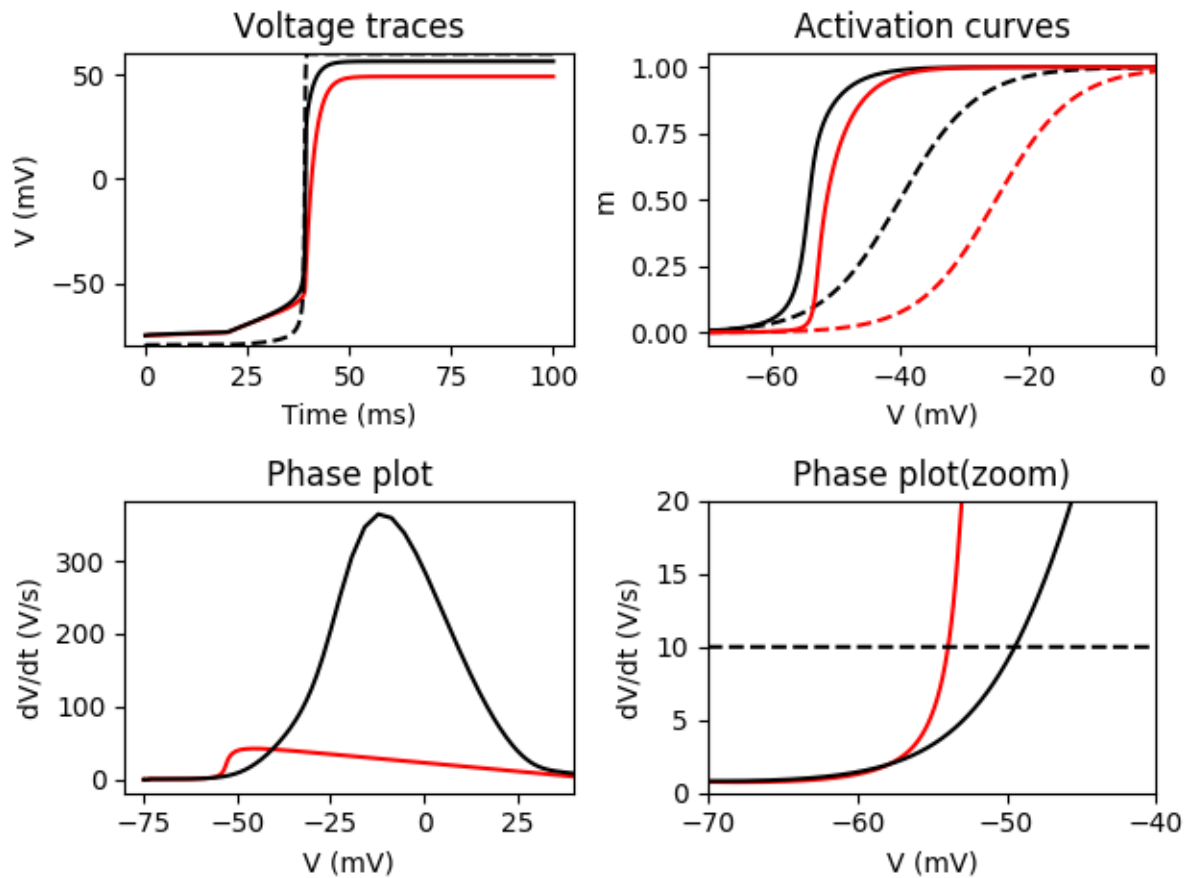 Voltage traces
50
0
−50
V (mV)
0 25 50 75 100
Time (ms)
Activation curves
1.00
0.75
0.50
0.25
0.00
m
−60 −40 −20 0
V (mV)
Phase plot
300
200
100
0
dV/dt (V/s)
−75 −50 −25 0 25
V (mV)
Phase plot(zoom)
20
15
10
5
0
dV/dt (V/s)
−70 −60 −50 −40
V (mV)